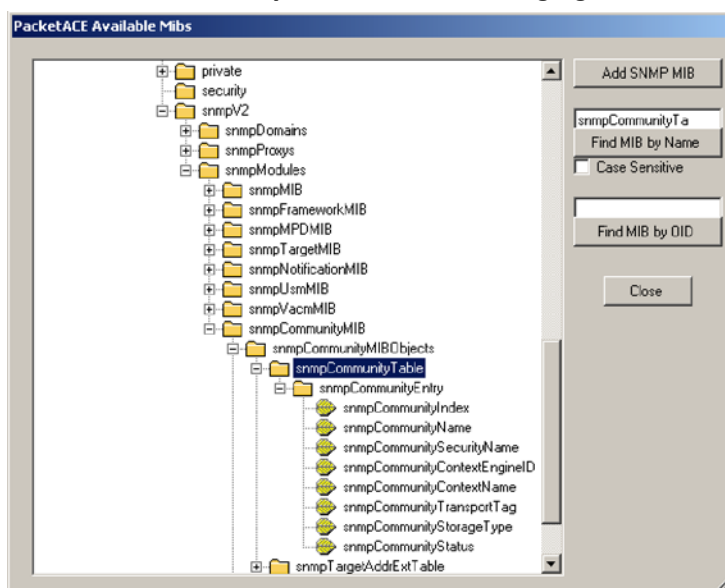 PacketACE Available Mibs
private
security
snmpV2
snmpDomains
snmpProxys
snmpModules
snmpMIB
snmpFrameworkMIB
snmpMPDMIB
snmpTargetMIB
snmpNotificationMIB
snmpUsmMIB
snmpVacmMIB
snmpCommunityMIB
snmpCommunityMIBObjects
snmpCommunityTable
snmpCommunityEntry
snmpCommunityIndex
snmpCommunityName
snmpCommunitySecurityName
snmpCommunityContextEngineID
snmpCommunityContextName
snmpCommunityTransportTag
snmpCommunityStorageType
snmpCommunityStatus
snmpTargetAddrExtTable
Add SNMP MIB
snmpCommunityTa
Find MIB by Name
Case Sensitive
Find MIB by OID
Close